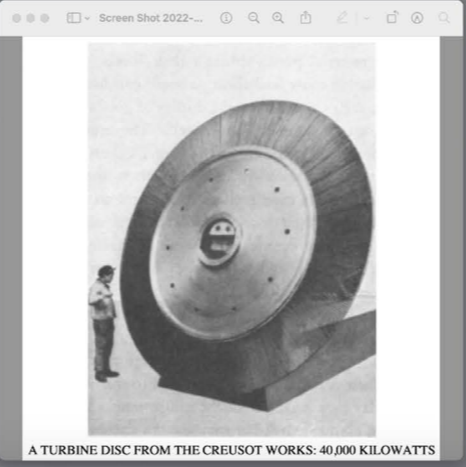 Screen Shot 2022-...
A TURBINE DISC FROM THE CREUSOT WORKS: 40,000 KILOWATTS